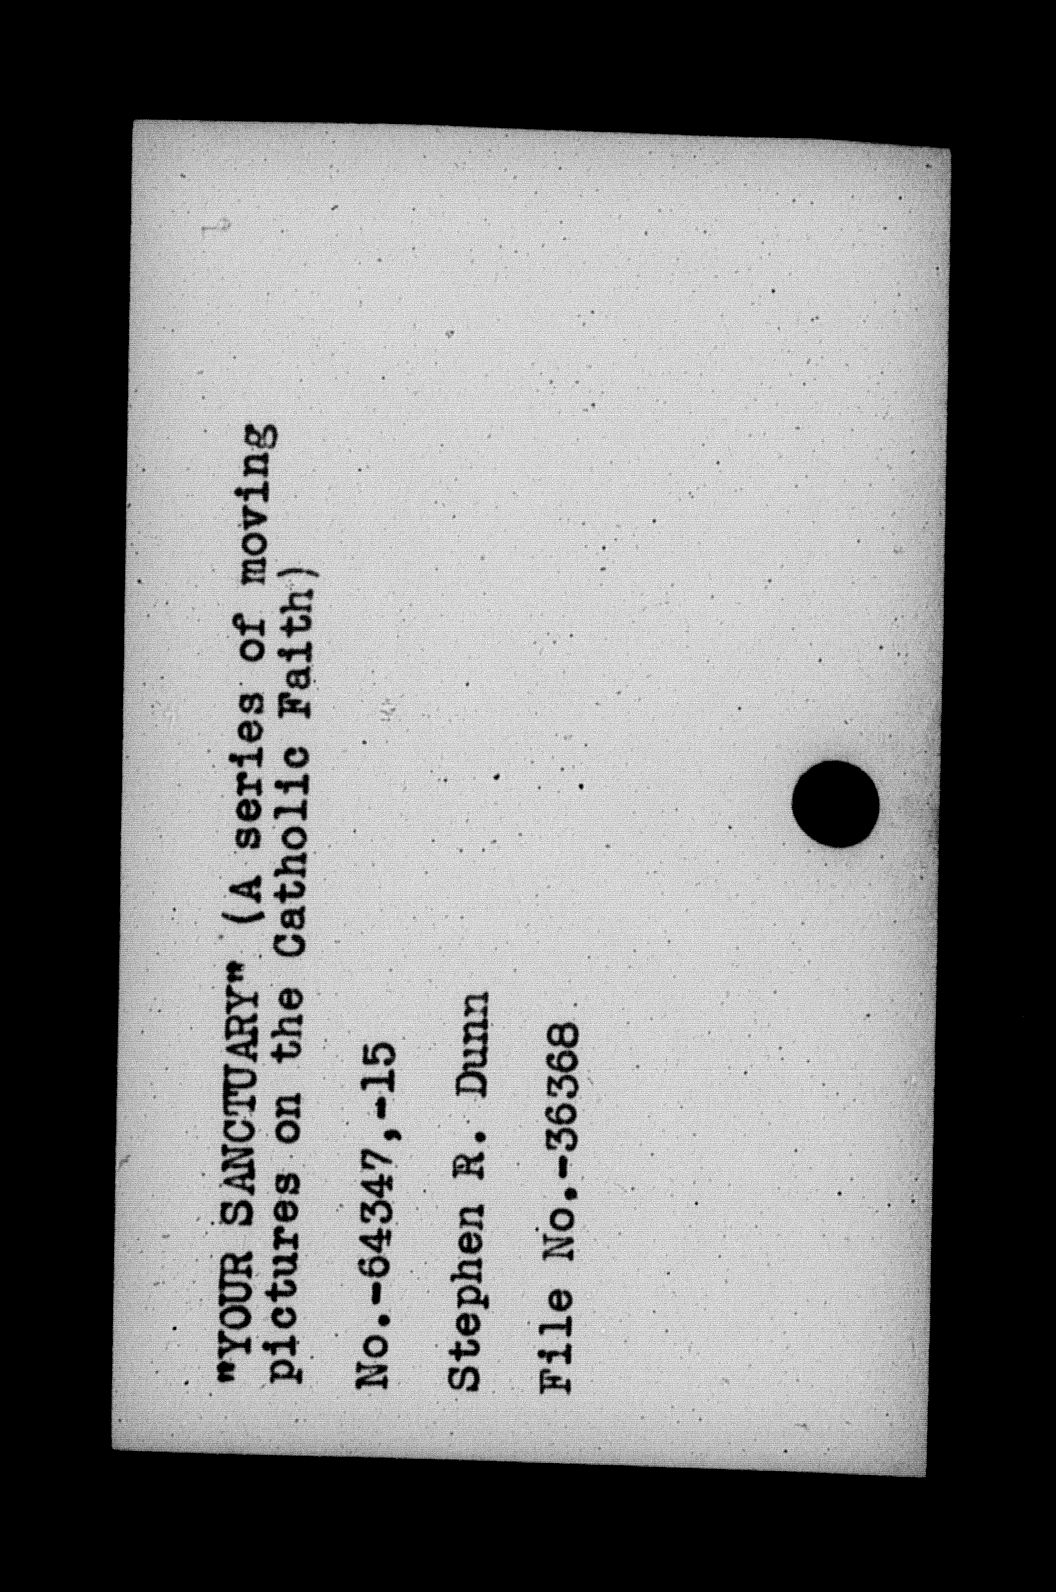 "YOUR SANCTUARY" (A series of moving
pictures on the Catholic Faith)
No.-64347,-15
Stephen R. Dunn
File No.-36368